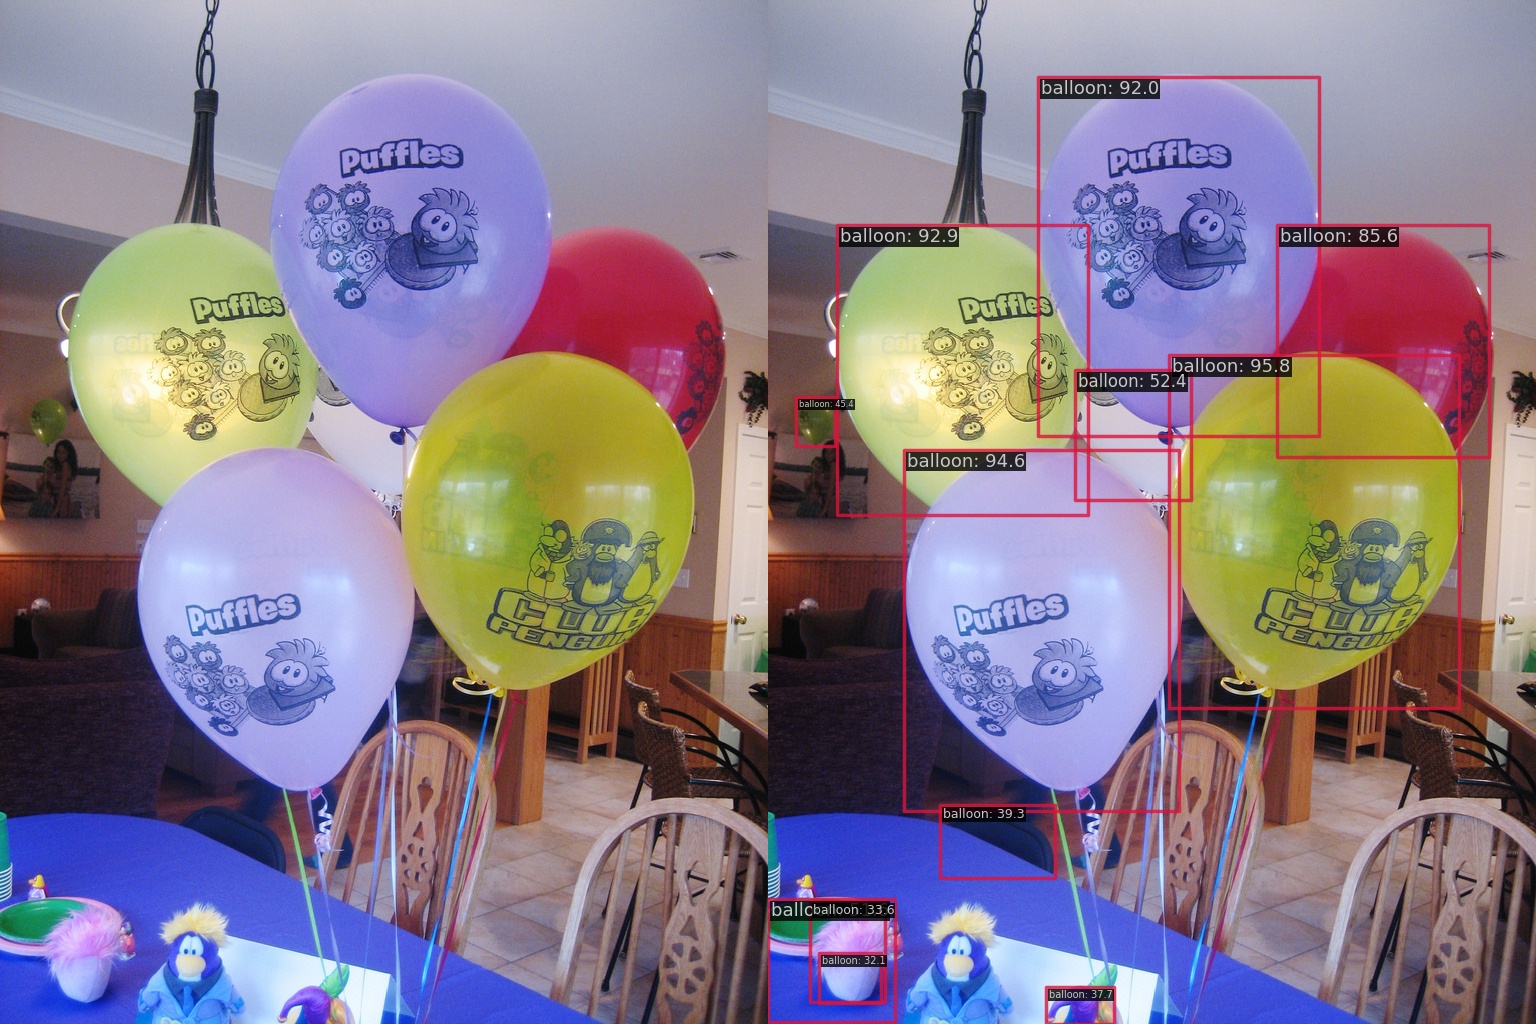 Puffles
Puffles
Puffles
CLUB
PENGUIN
balloon: 92.0
Puffles
balloon: 92.9
balloon: 85.6
Puffles
balloon: 95.8
balloon: 52.4
balloon: 45.4
balloon: 94.6
Puffles
CLUB
PENGUIN
balloon: 39.3
balloon: 33.6
balloon: 32.1
balloon: 37.7